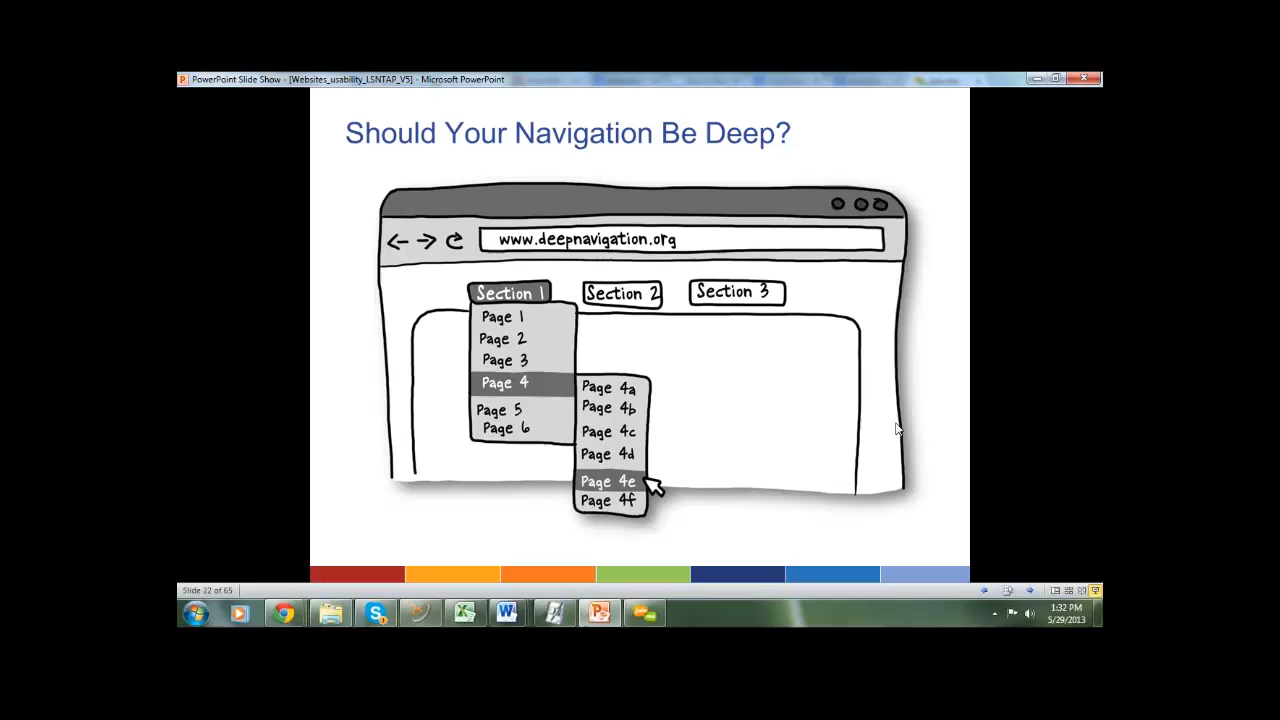 PowerPoint Slide Show - [Websites_usability_LSNTAP_V5] - Microsoft PowerPoint
Should Your Navigation Be Deep?
www.deepnavigation.org
Section 1 Section 2 Section 3
Page 1
Page 2
Page 3
Page 4
Page 5
Page 6
Page 4a
Page 4b
Page 4c
Page 4d
Page 4e
Page 4f
Slide 22 of 65
1:32 PM
5/29/2013